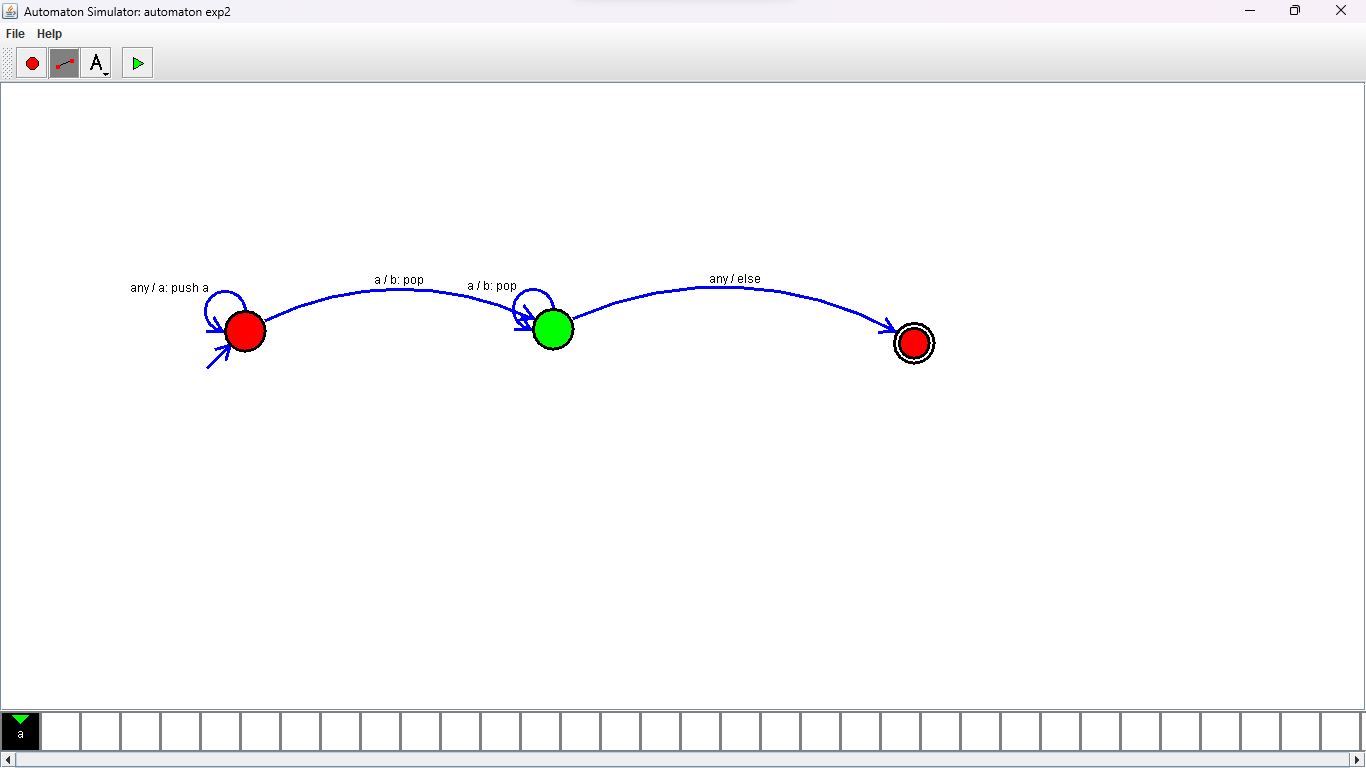 Automaton Simulator: automaton exp2
File Help
A
any / a: push a
a / b: pop
a / b: pop
any / else
a